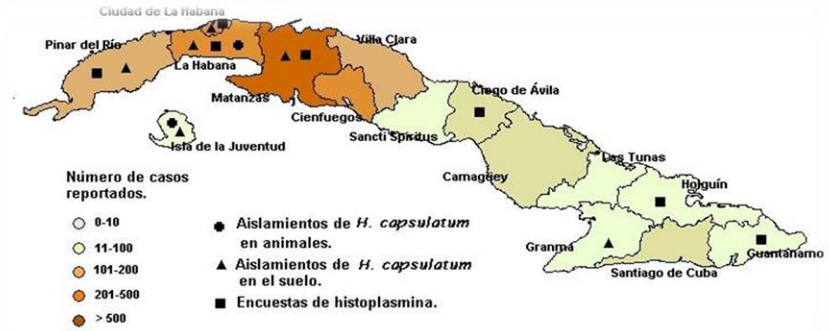 Ciudad de La Habana
Pinar del Río
La Habana
Villa Clara
Matanzas
Cienfuegos
Ciego de Ávila
Sancti Spiritus
Isla de la Juventud
Camagüey
Las Tunas
Holguín
Granma
Guantánamo
Santiago de Cuba
Número de casos
reportados.
0-10
11-100
101-200
201-500
> 500
Aislamientos de H. capsulatum
en animales.
Aislamientos de H. capsulatum
en el suelo.
Encuestas de histoplasmina.